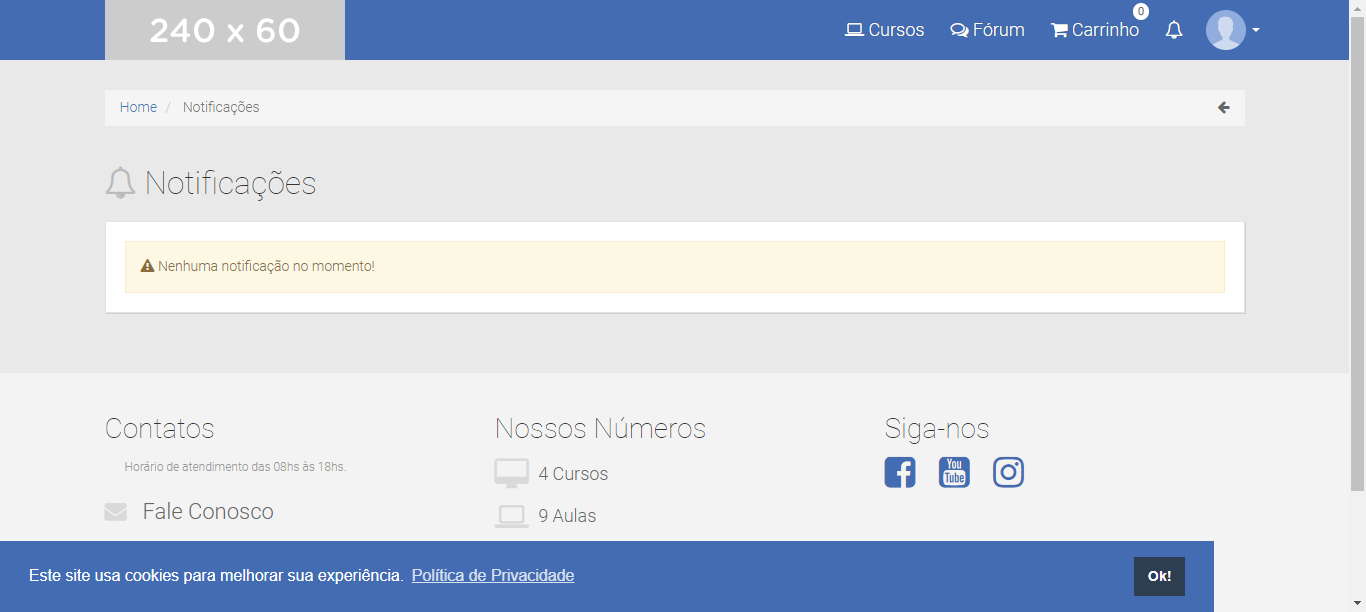 240 x 60
Cursos
Fórum
Carrinho
0
Home / Notificações
Notificações
Nenhuma notificação no momento!
Contatos
Horário de atendimento das 08hs às 18hs.
Fale Conosco
Nossos Números
4 Cursos
9 Aulas
Siga-nos
You
Tube
Este site usa cookies para melhorar sua experiência. Política de Privacidade
Ok!